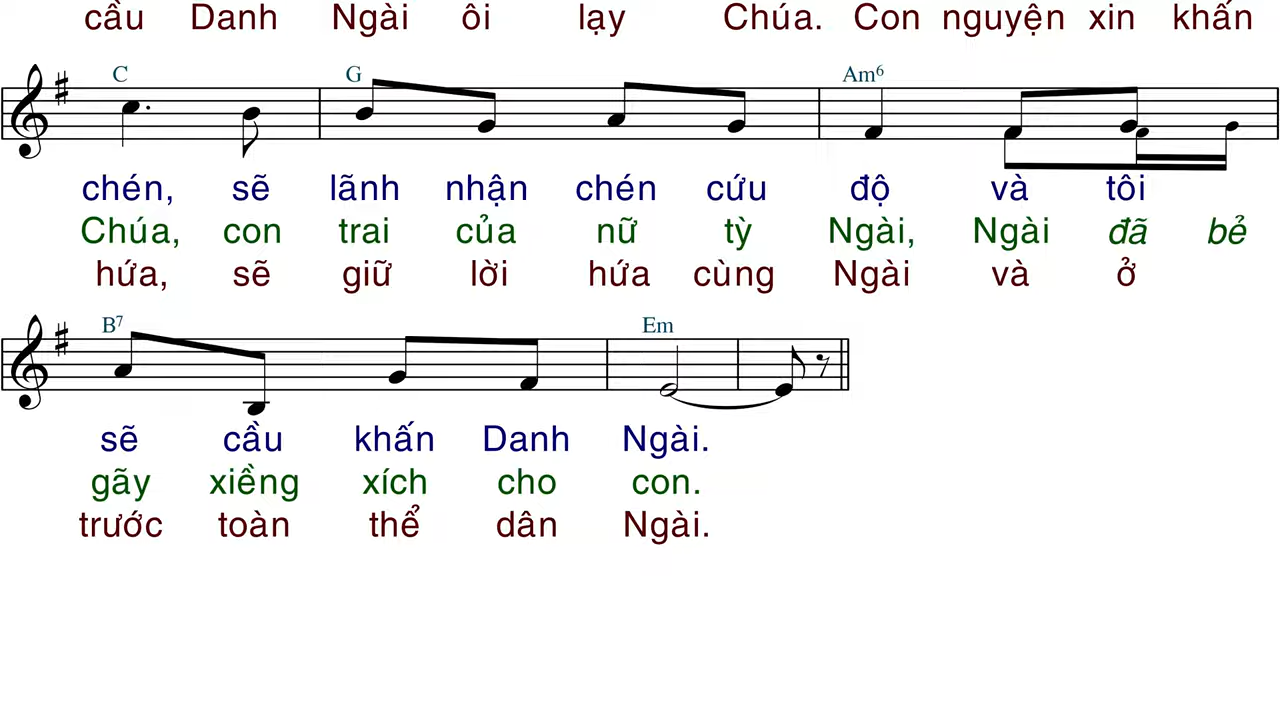 cầu Danh Ngài ôi lạy Chúa. Con nguyện xin khấn
C G Am6
chén, sẽ lãnh nhận chén cứu độ và tôi
Chúa, con trai của nữ tỳ Ngài, Ngài đã bẻ
hứa, sẽ giữ lời hứa cùng Ngài và ở
B7 Em
sẽ cầu khấn Danh Ngài.
gãy xiềng xích cho con.
trước toàn thể dân Ngài.